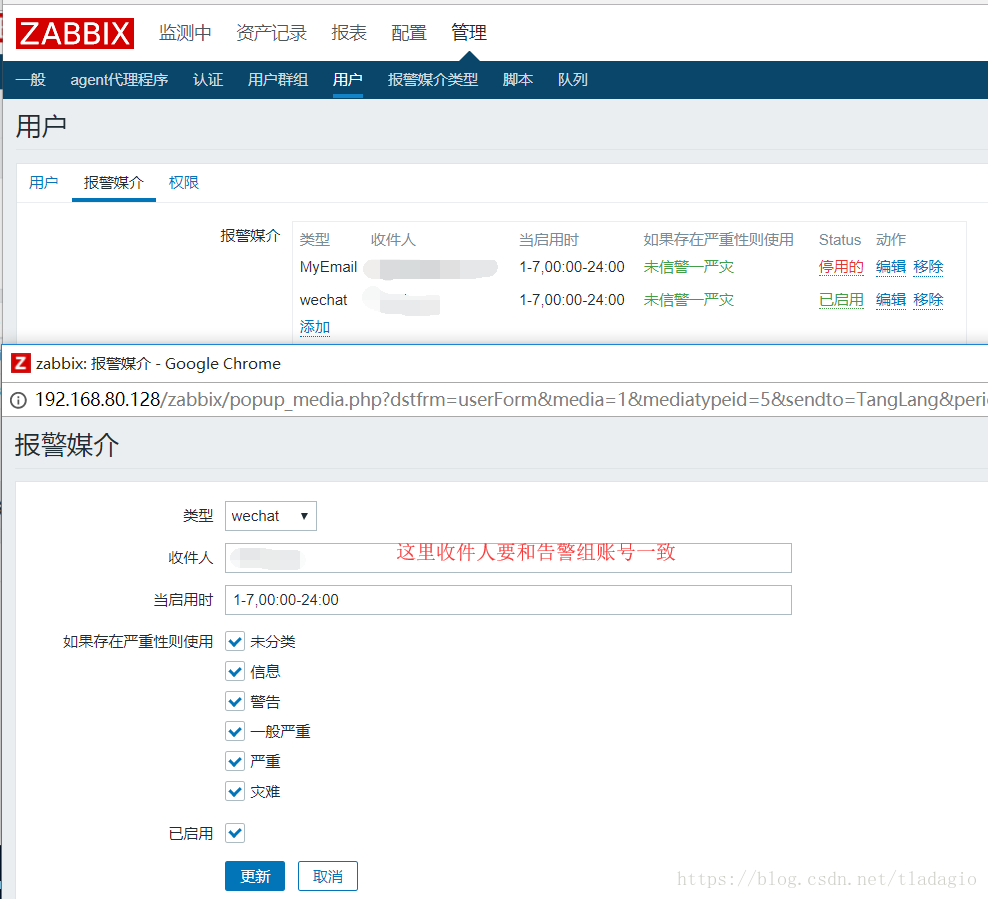 ZABBIX 监测中 资产记录 报表 配置 管理
一般 agent代理程序 认证 用户群组 用户 报警媒介类型 脚本 队列
用户
用户 报警媒介 权限
报警媒介 类型 收件人 当启用时 如果存在严重性则使用 Status 动作
MyEmail 1-7,00:00-24:00 未信警一严灾 停用的 编辑 移除
wechat 1-7,00:00-24:00 未信警一严灾 已启用 编辑 移除
添加
Z zabbix: 报警媒介 - Google Chrome
192.168.80.128/zabbix/popup_media.php?dstfrm=userForm&media=1&mediatypeid=5&sendto=TangLang&peri
报警媒介
类型 wechat
收件人 这里收件人要和告警组账号一致
当启用时 1-7,00:00-24:00
如果存在严重性则使用 未分类
信息
警告
一般严重
严重
灾难
已启用
更新 取消
https://blog.csdn.net/tladagio